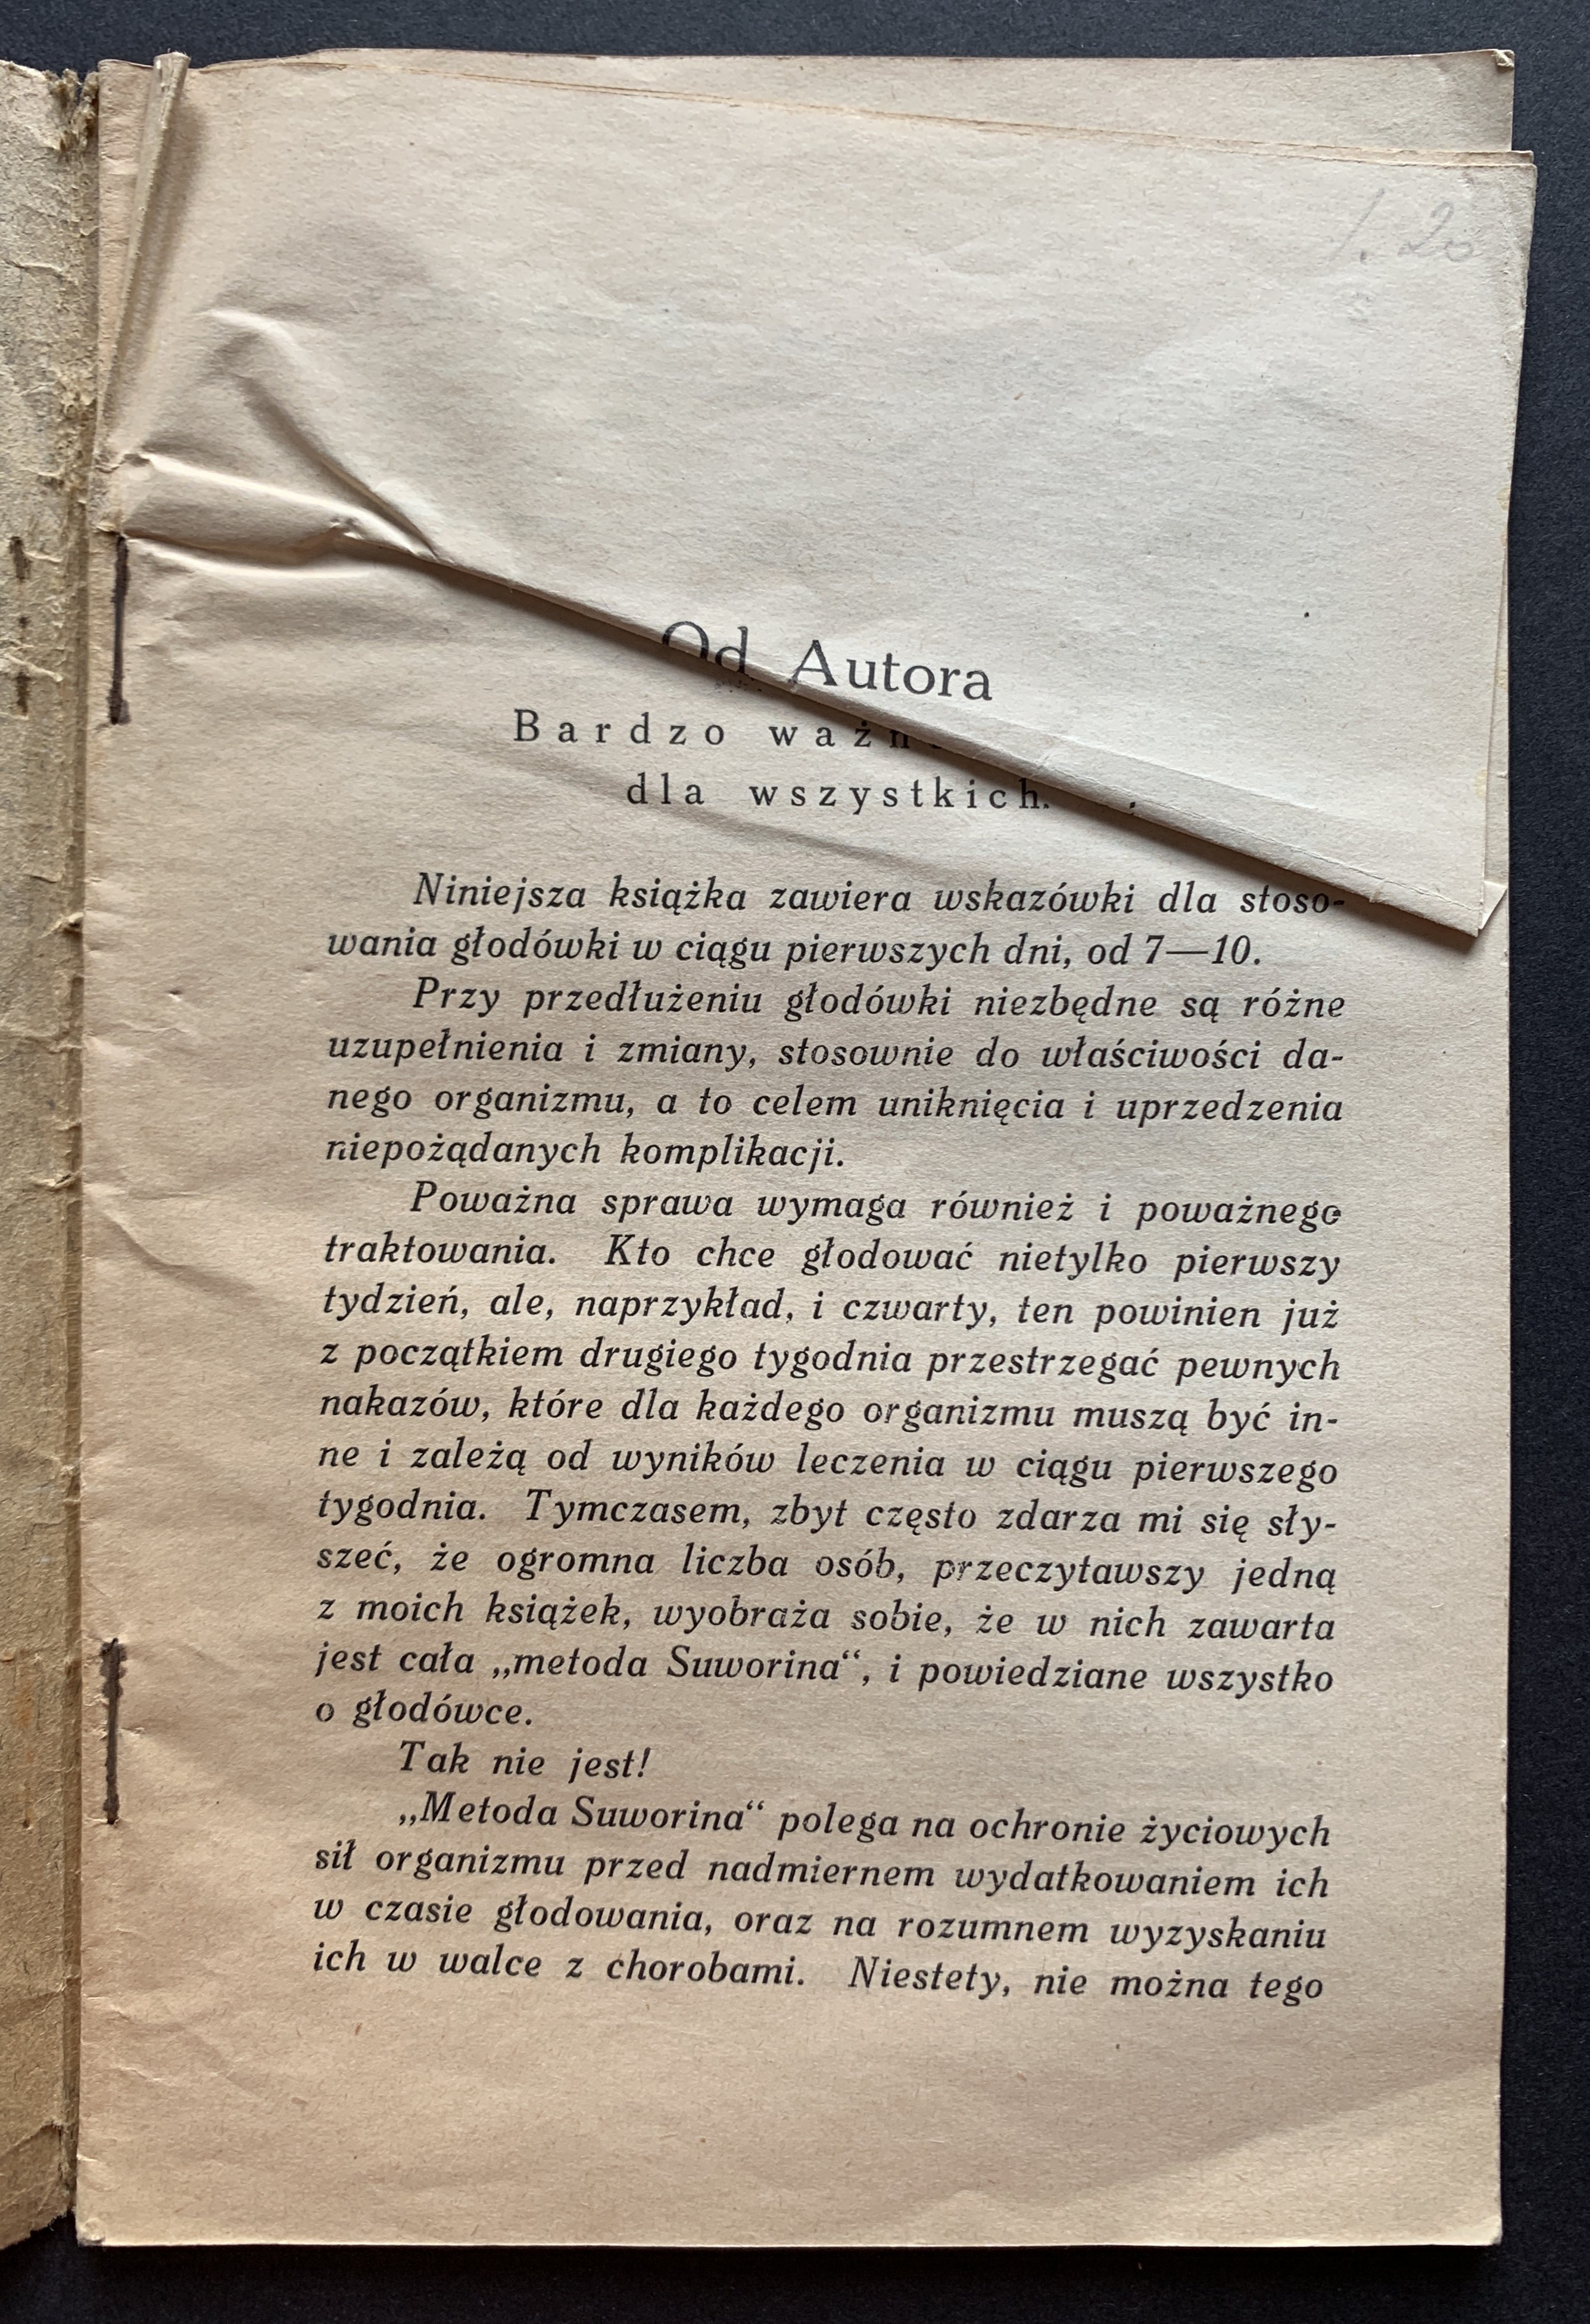 1. 20
Od Autora
Bardzo
dla wszystkich.
Niniejsza książka zawiera wskazówki dla stoso-
wania głodówki w ciągu pierwszych dni, od 7—10.
Przy przedłużeniu głodówki niezbędne są różne
uzupełnienia i zmiany, stosownie do właściwości da-
nego organizmu, a to celem uniknięcia i uprzedzenia
niepożądanych komplikacji.
Poważna sprawa wymaga również i poważnego
traktowania. Kto chce głodować nietylko pierwszy
tydzień, ale, naprzykład, i czwarty, ten powinien już
z początkiem drugiego tygodnia przestrzegać pewnych
nakazów, które dla każdego organizmu muszą być in-
ne i zależą od wyników leczenia w ciągu pierwszego
tygodnia. Tymczasem, zbyt często zdarza mi się sły-
szeć, że ogromna liczba osób, przeczytawszy jedną
z moich książek, wyobraża sobie, że w nich zawarta
jest cała „metoda Suworina“, i powiedziane wszystko
o głodówce.
Tak nie jest!
„Metoda Suworina“ polega na ochronie życiowych
sił organizmu przed nadmiernem wydatkowaniem ich
w czasie głodowania, oraz na rozumnem wyzyskaniu
ich w walce z chorobami. Niestety, nie można tego